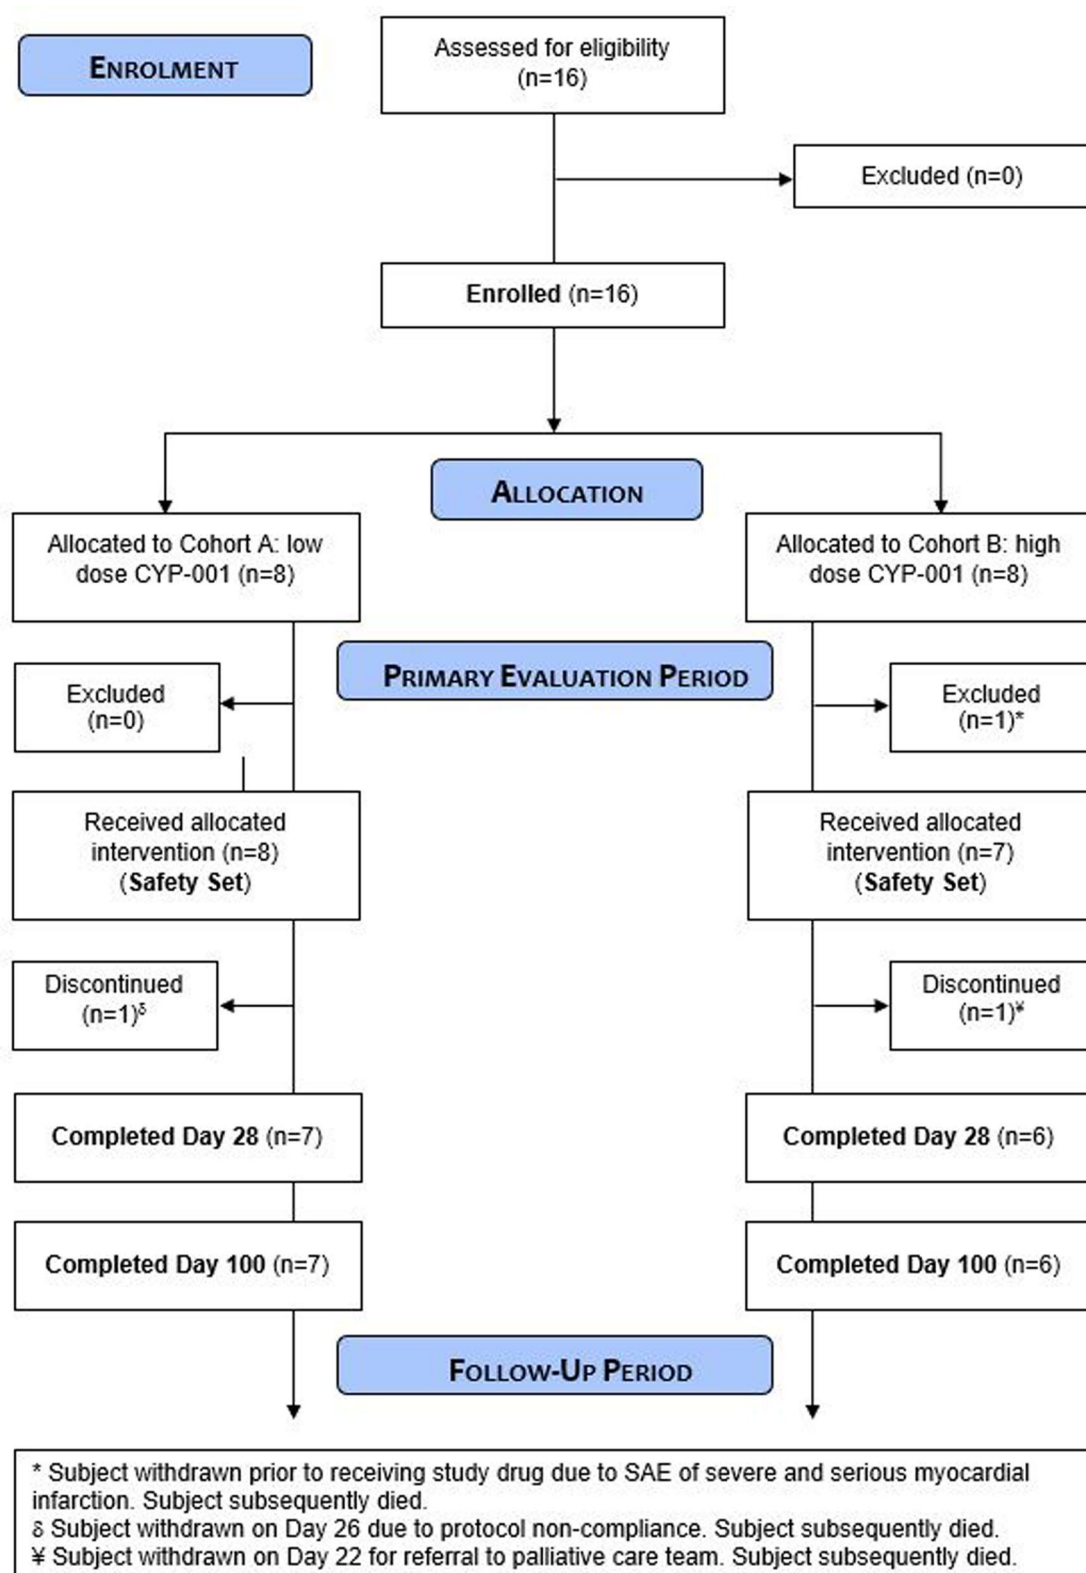 ENROLMENT
Assessed for eligibility
(n=16)
Excluded (n=0)
Enrolled (n=16)
ALLOCATION
Allocated to Cohort A: low
dose CYP-001 (n=8)
Allocated to Cohort B: high
dose CYP-001 (n=8)
PRIMARY EVALUATION PERIOD
Excluded
(n=0)
Excluded
(n=1)*
Received allocated
intervention (n=8)
(Safety Set)
Received allocated
intervention (n=7)
(Safety Set)
Discontinued
(n=1)δ
Discontinued
(n=1)¥
Completed Day 28 (n=7)
Completed Day 28 (n=6)
Completed Day 100 (n=7)
Completed Day 100 (n=6)
FOLLOW-UP PERIOD
* Subject withdrawn prior to receiving study drug due to SAE of severe and serious myocardial
infarction. Subject subsequently died.
δ Subject withdrawn on Day 26 due to protocol non-compliance. Subject subsequently died.
¥ Subject withdrawn on Day 22 for referral to palliative care team. Subject subsequently died.